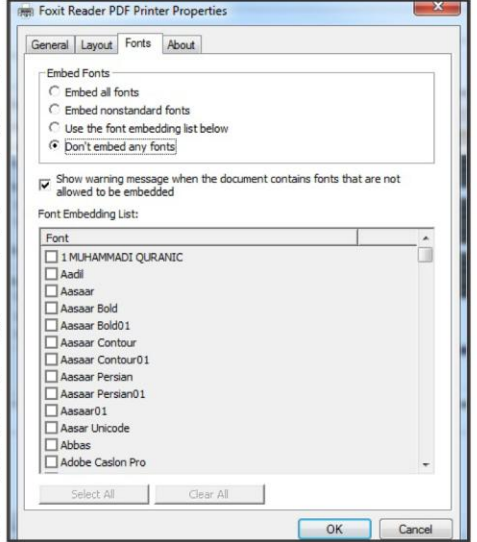 Foxit Reader PDF Printer Properties
General Layout Fonts About
Embed Fonts
Embed all fonts
Embed nonstandard fonts
Use the font embedding list below
Don't embed any fonts
Show warning message when the document contains fonts that are not
allowed to be embedded
Font Embedding List:
Font
1 MUHAMMADI QURANIC
Aadil
Aasaar
Aasaar Bold
Aasaar Bold01
Aasaar Contour
Aasaar Contour01
Aasaar Persian
Aasaar Persian01
Aasaar01
Aasar Unicode
Abbas
Adobe Caslon Pro
Select All Clear All
OK Cancel